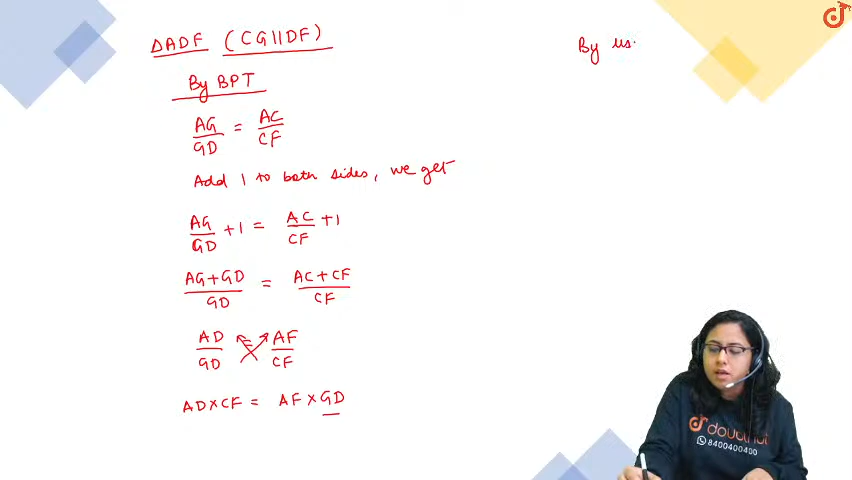 ΔADF (CG||DF)
By BPT
AG/GD = AC/CF
Add 1 to both sides, we get
AG/GD + 1 = AC/CF + 1
AG+GD/GD = AC+CF/CF
AD/GD = AF/CF
AD×CF = AF×GD
By us
doubtnut
8400400400